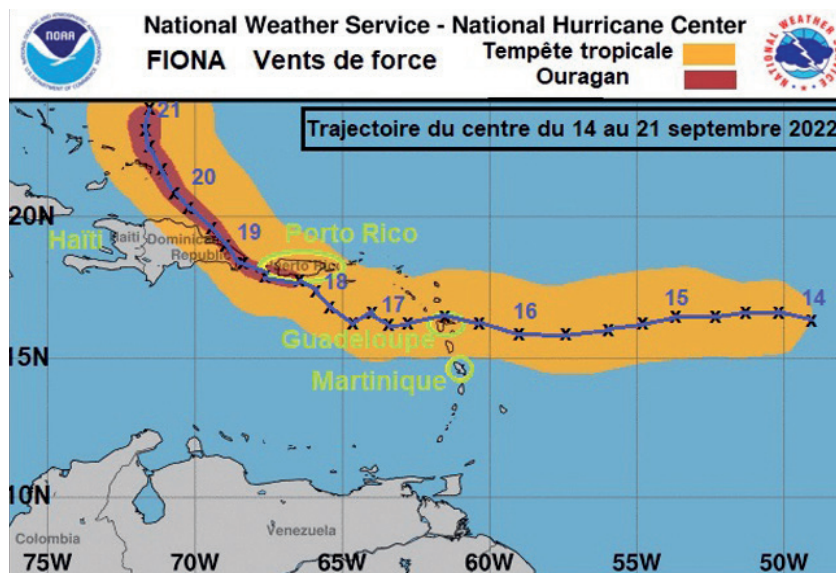 National Weather Service - National Hurricane Center
FIONA Vents de force
Tempête tropicale
Ouragan
NOAA
Trajectoire du centre du 14 au 21 septembre 2022
21
20
20N
19
Haïti
Haiti
Dominican
Republic
Porto Rico
Puerto Rico
18
17
16
15
14
Guadeloupe
15N
Martinique
10N
Colombia
Venezuela
75W 70W 65W 60W 55W 50W